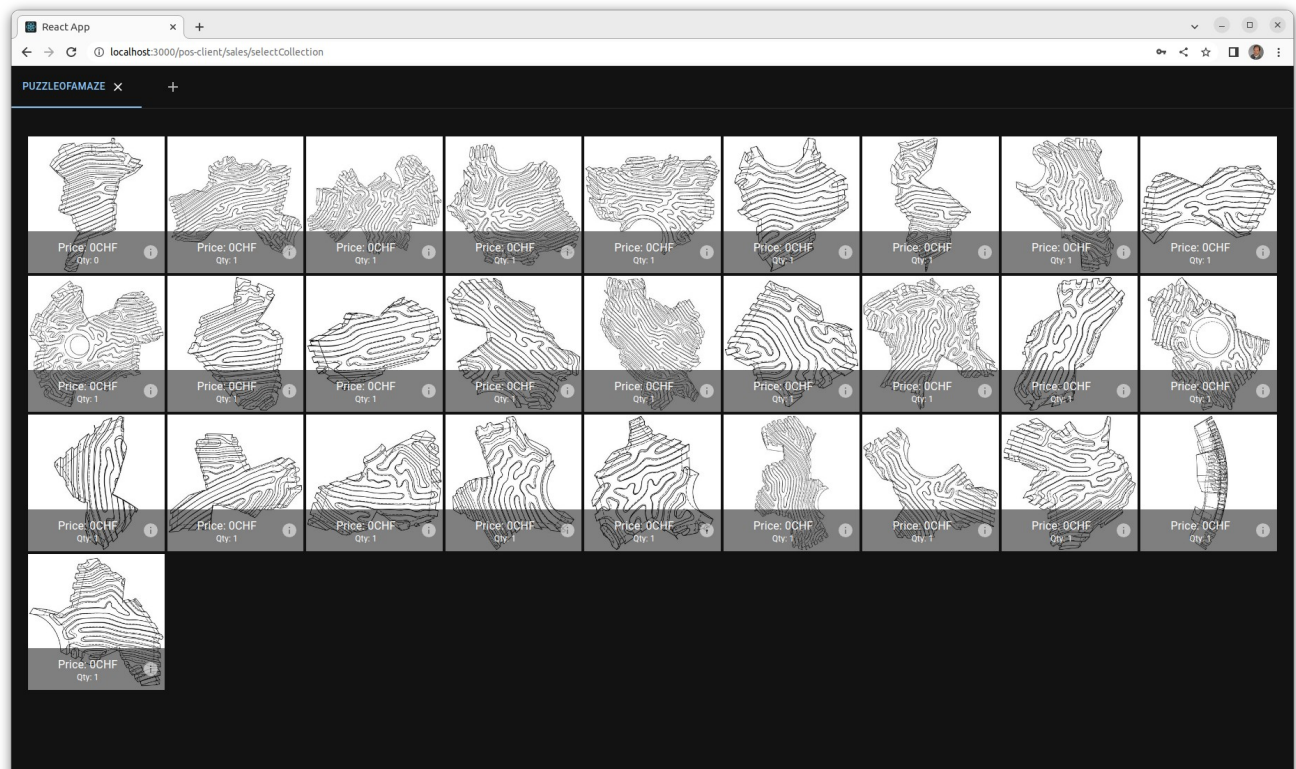 React App
localhost:3000/pos-client/sales/selectCollection
PUZZLEOFAMAZE
Price: 0CHF
Qty: 0
Price: 0CHF
Qty: 1
Price: 0CHF
Qty: 1
Price: 0CHF
Qty: 1
Price: 0CHF
Qty: 1
Price: 0CHF
Qty: 1
Price: 0CHF
Qty: 1
Price: 0CHF
Qty: 1
Price: 0CHF
Qty: 1
Price: 0CHF
Qty: 1
Price: 0CHF
Qty: 1
Price: 0CHF
Qty: 1
Price: 0CHF
Qty: 1
Price: 0CHF
Qty: 1
Price: 0CHF
Qty: 1
Price: 0CHF
Qty: 1
Price: 0CHF
Qty: 1
Price: 0CHF
Qty: 1
Price: 0CHF
Qty: 1
Price: 0CHF
Qty: 1
Price: 0CHF
Qty: 1
Price: 0CHF
Qty: 1
Price: 0CHF
Qty: 1
Price: 0CHF
Qty: 1
Price: 0CHF
Qty: 1
Price: 0CHF
Qty: 1
Price: 0CHF
Qty: 1
Price: 0CHF
Qty: 1